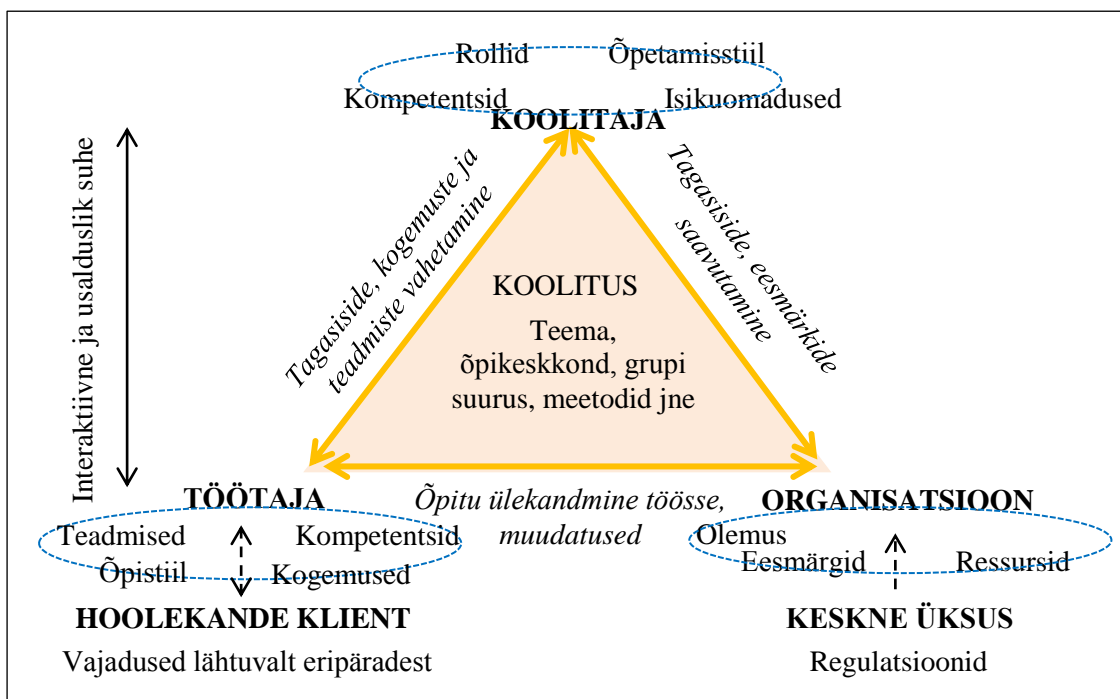 Rollid Õpetamisstiil
Kompetentsid Isikuomadused
KOOLITAJA
Interaktiivne ja usalduslik suhe
Tagasiside, kogemuste ja
teadmiste vahetamine
Tagasiside, eesmärkide
saavutamine
KOOLITUS
Teema,
õpikeskkond, grupi
suurus, meetodid jne
TÖÖTAJA
Õpitu ülekandmine töösse,
muudatused
ORGANISATSIOON
Teadmised Kompetentsid
Õpistiil Kogemused
Olemus
Eesmärgid Ressursid
HOOLEKANDE KLIENT
Vajadused lähtuvalt eripäradest
KESKNE ÜKSUS
Regulatsioonid